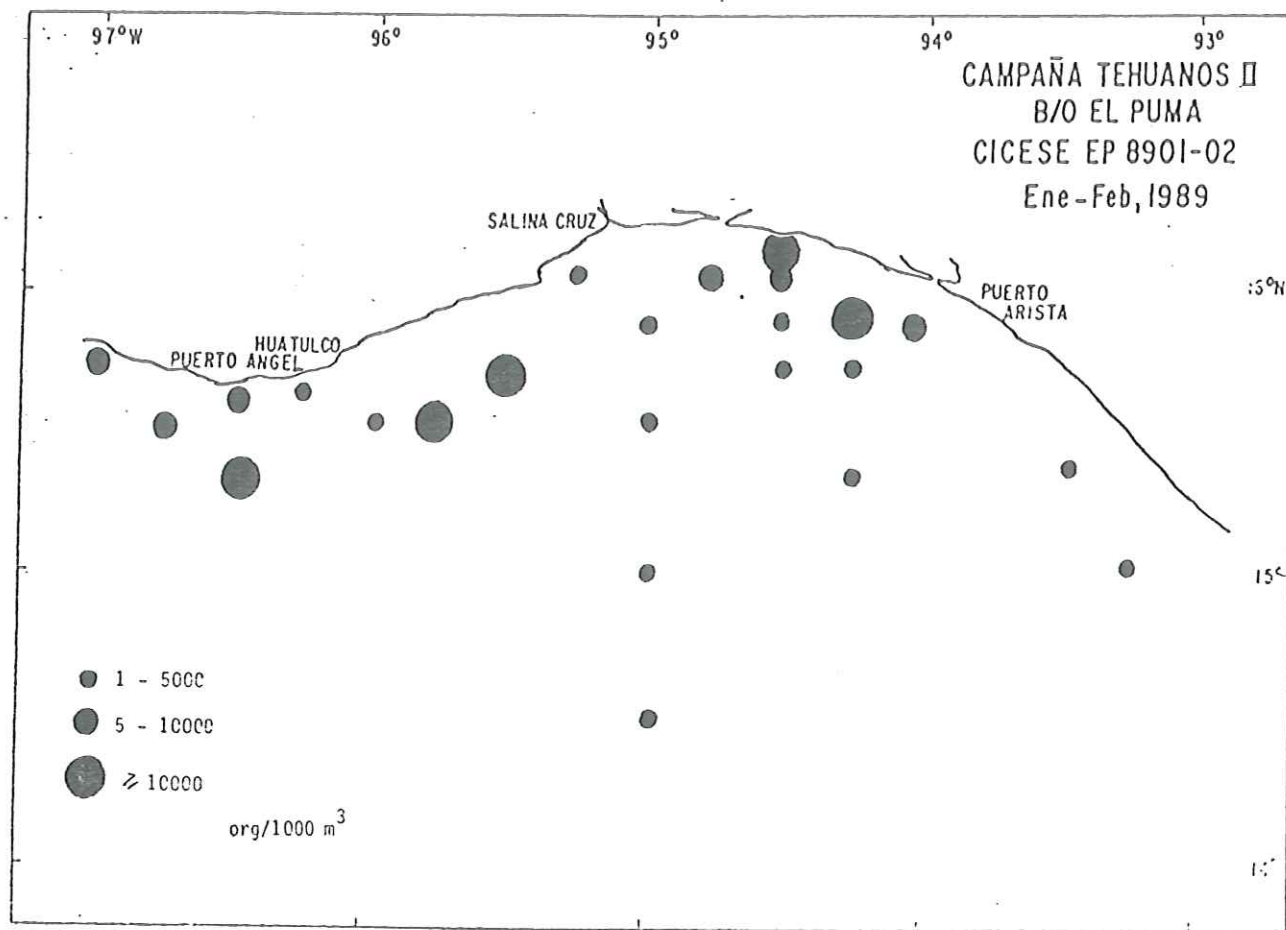 97°W 96° 95° 94° 93°
CAMPAÑA TEHUANOS II
B/O EL PUMA
CICESE EP 8901-02
Ene-Feb, 1989
SALINA CRUZ
PUERTO
ARISTA
HUATULCO
PUERTO ANGEL
15°
1 - 5000
5 - 10000
≥ 10000
org/1000 m³